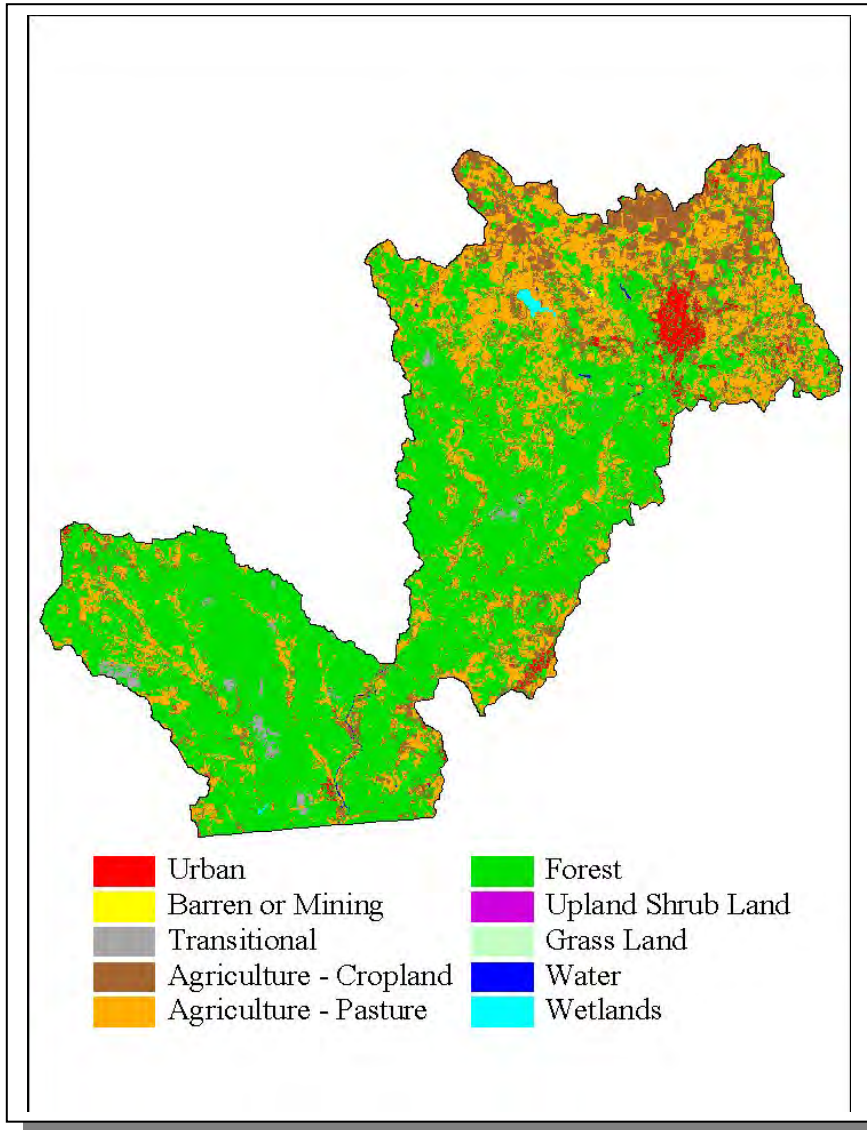 Urban
Barren or Mining
Transitional
Agriculture - Cropland
Agriculture - Pasture
Forest
Upland Shrub Land
Grass Land
Water
Wetlands